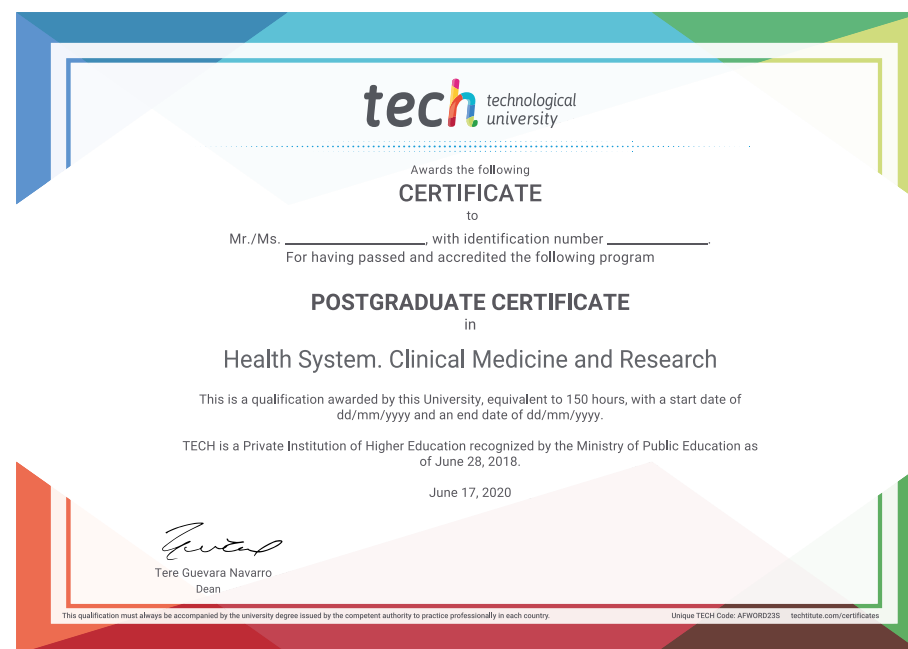 tech technological
university
Awards the following
CERTIFICATE
to
Mr./Ms. ____________________, with identification number ______________.
For having passed and accredited the following program
POSTGRADUATE CERTIFICATE
in
Health System. Clinical Medicine and Research
This is a qualification awarded by this University, equivalent to 150 hours, with a start date of
dd/mm/yyyy and an end date of dd/mm/yyyy.
TECH is a Private Institution of Higher Education recognized by the Ministry of Public Education as
of June 28, 2018.
June 17, 2020
Tere Guevara Navarro
Dean
This qualification must always be accompanied by the university degree issued by the competent authority to practice professionally in each country.
Unique TECH Code: AFWORD23S techtitute.com/certificates